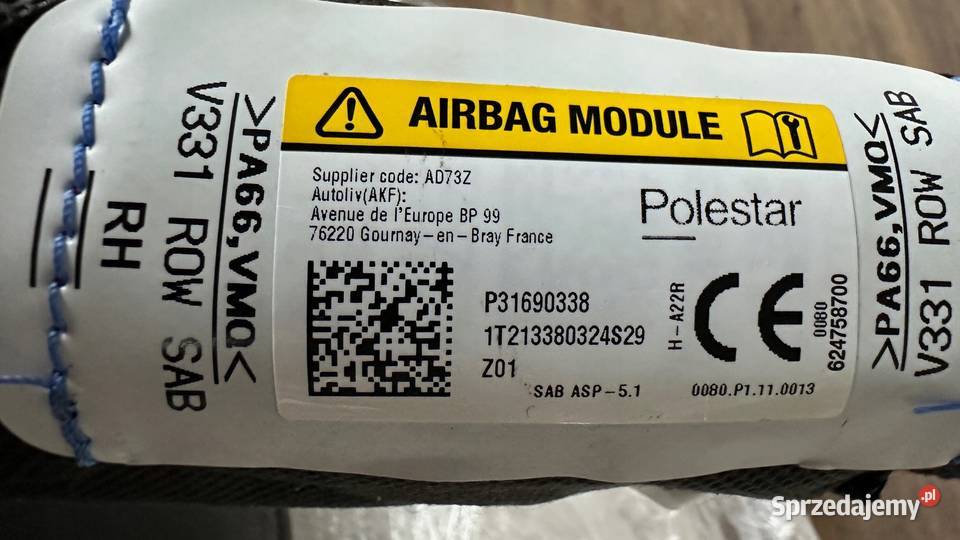 AIRBAG MODULE
Supplier code: AD73Z
Autoliv(AKF):
Avenue de l'Europe BP 99
76220 Gournay-en-Bray France
Polestar
P31690338
1T213380324S29
Z01
SAB ASP-5.1
H-A22R
CE
0080
624758700
0080.P1.11.0013
>PA66,VMQ<
V331 ROW SAB
RH
>PA66,VMQ<
V331 ROW SAB
Sprzedajemy.pl